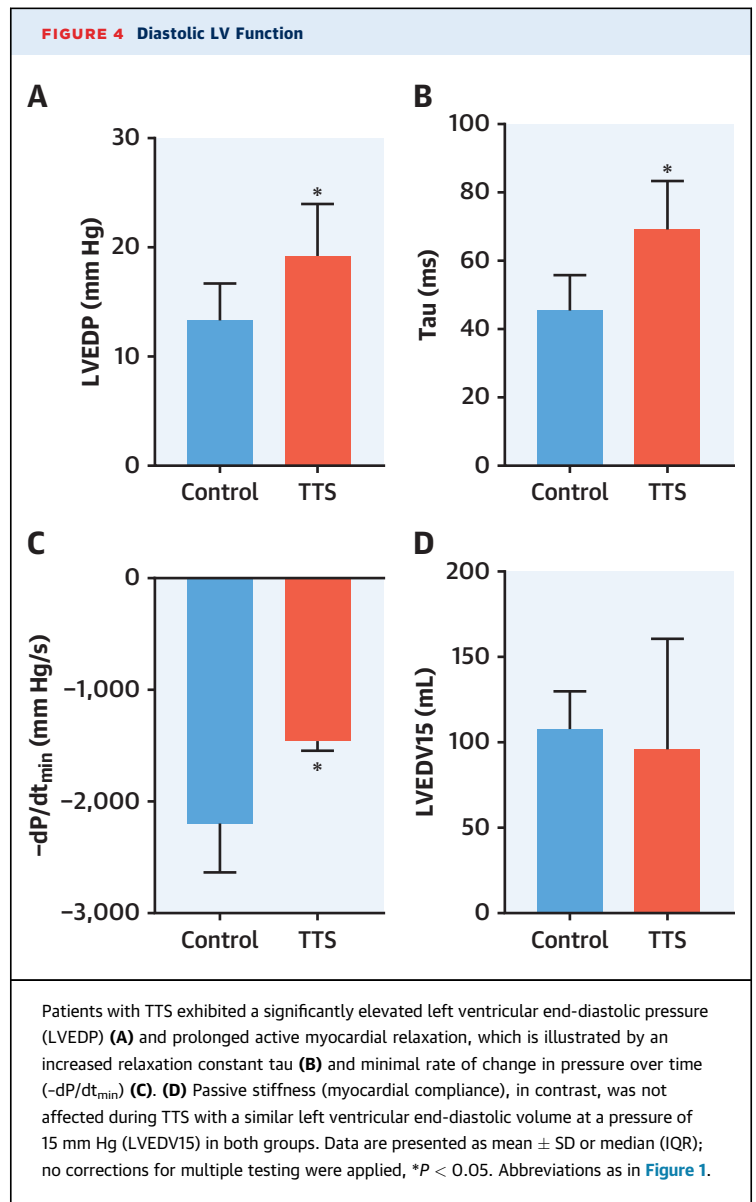 FIGURE 4 Diastolic LV Function
A
30
20
10
0
LVEDP (mm Hg)
*
Control TTS
B
100
80
60
40
20
0
Tau (ms)
*
Control TTS
C
0
−1,000
−2,000
−3,000
−dP/dtmin (mm Hg/s)
*
Control TTS
D
200
150
100
50
0
LVEDV15 (mL)
Control TTS
Patients with TTS exhibited a significantly elevated left ventricular end-diastolic pressure
(LVEDP) (A) and prolonged active myocardial relaxation, which is illustrated by an
increased relaxation constant tau (B) and minimal rate of change in pressure over time
(-dP/dtmin) (C). (D) Passive stiffness (myocardial compliance), in contrast, was not
affected during TTS with a similar left ventricular end-diastolic volume at a pressure of
15 mm Hg (LVEDV15) in both groups. Data are presented as mean ± SD or median (IQR);
no corrections for multiple testing were applied, *P < 0.05. Abbreviations as in Figure 1.